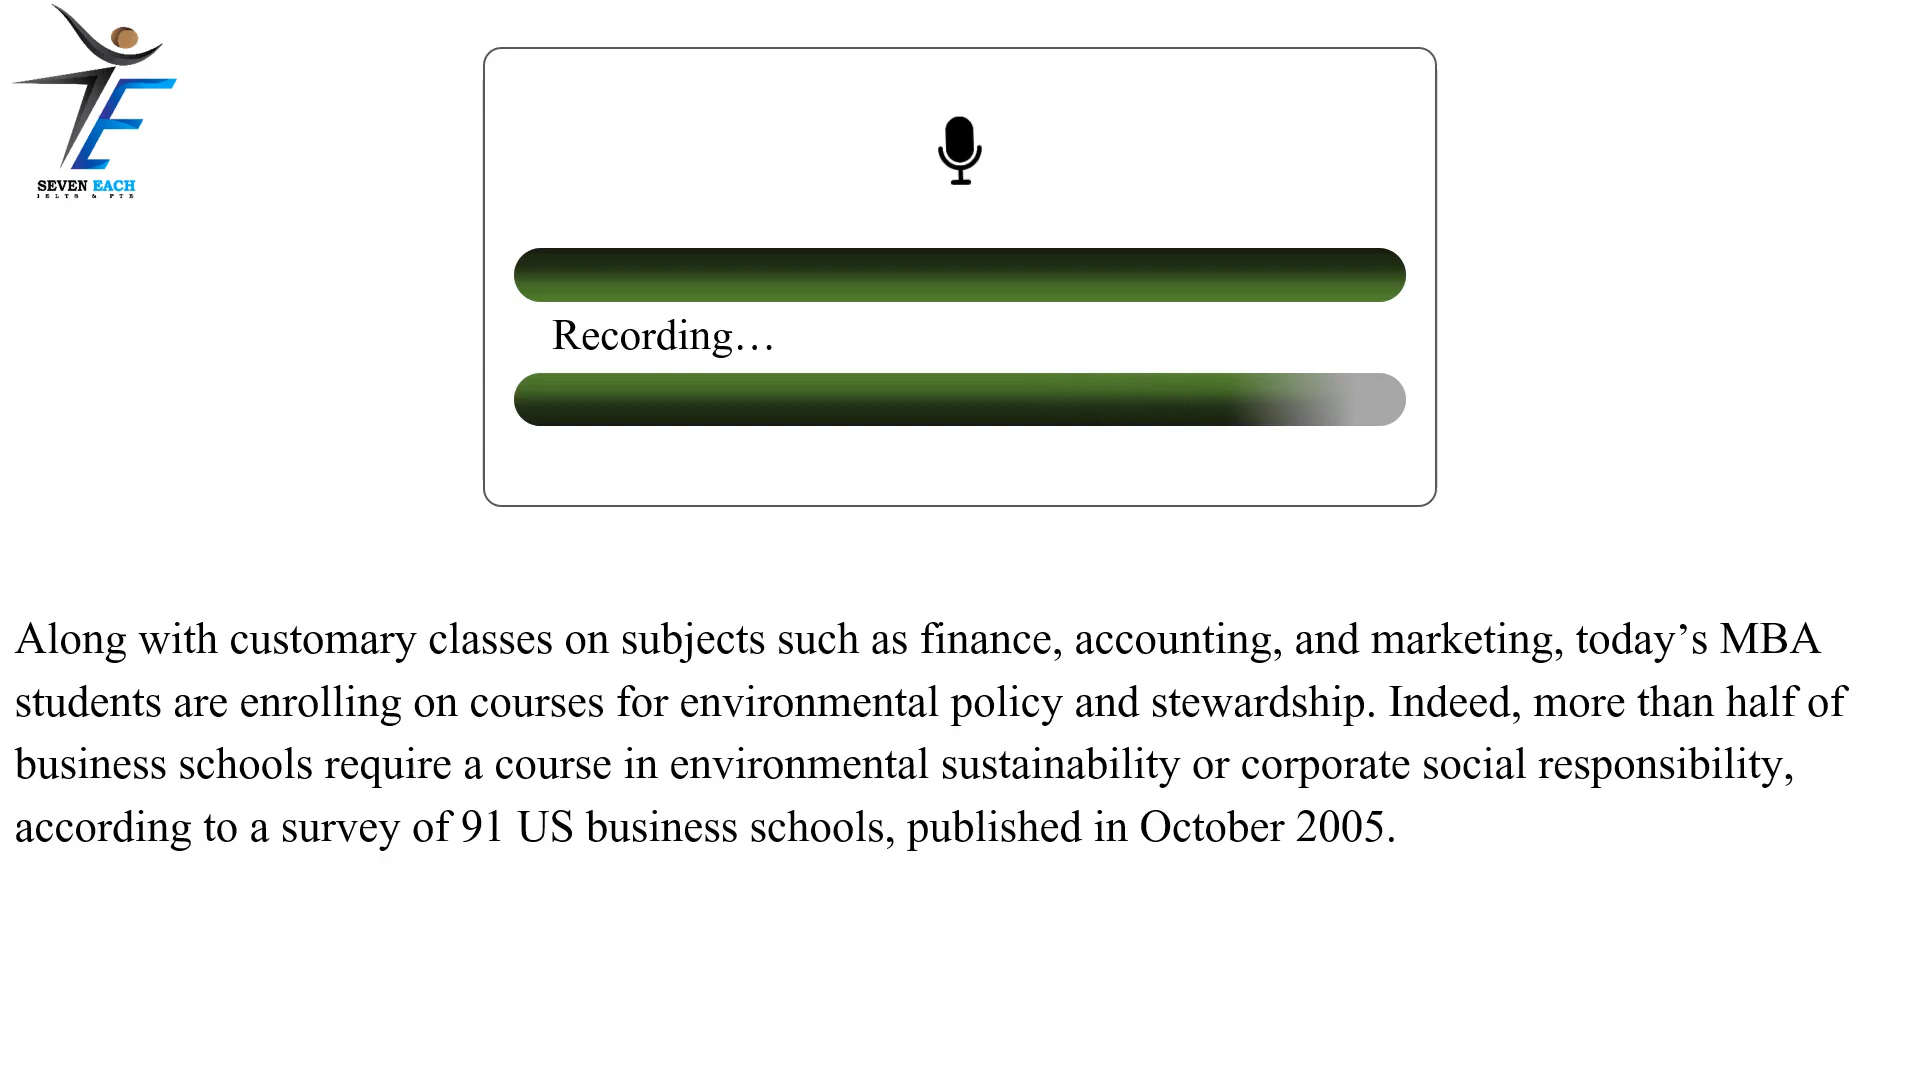 SEVEN EACH
IELTS & PTE
Recording…
Along with customary classes on subjects such as finance, accounting, and marketing, today’s MBA
students are enrolling on courses for environmental policy and stewardship. Indeed, more than half of
business schools require a course in environmental sustainability or corporate social responsibility,
according to a survey of 91 US business schools, published in October 2005.